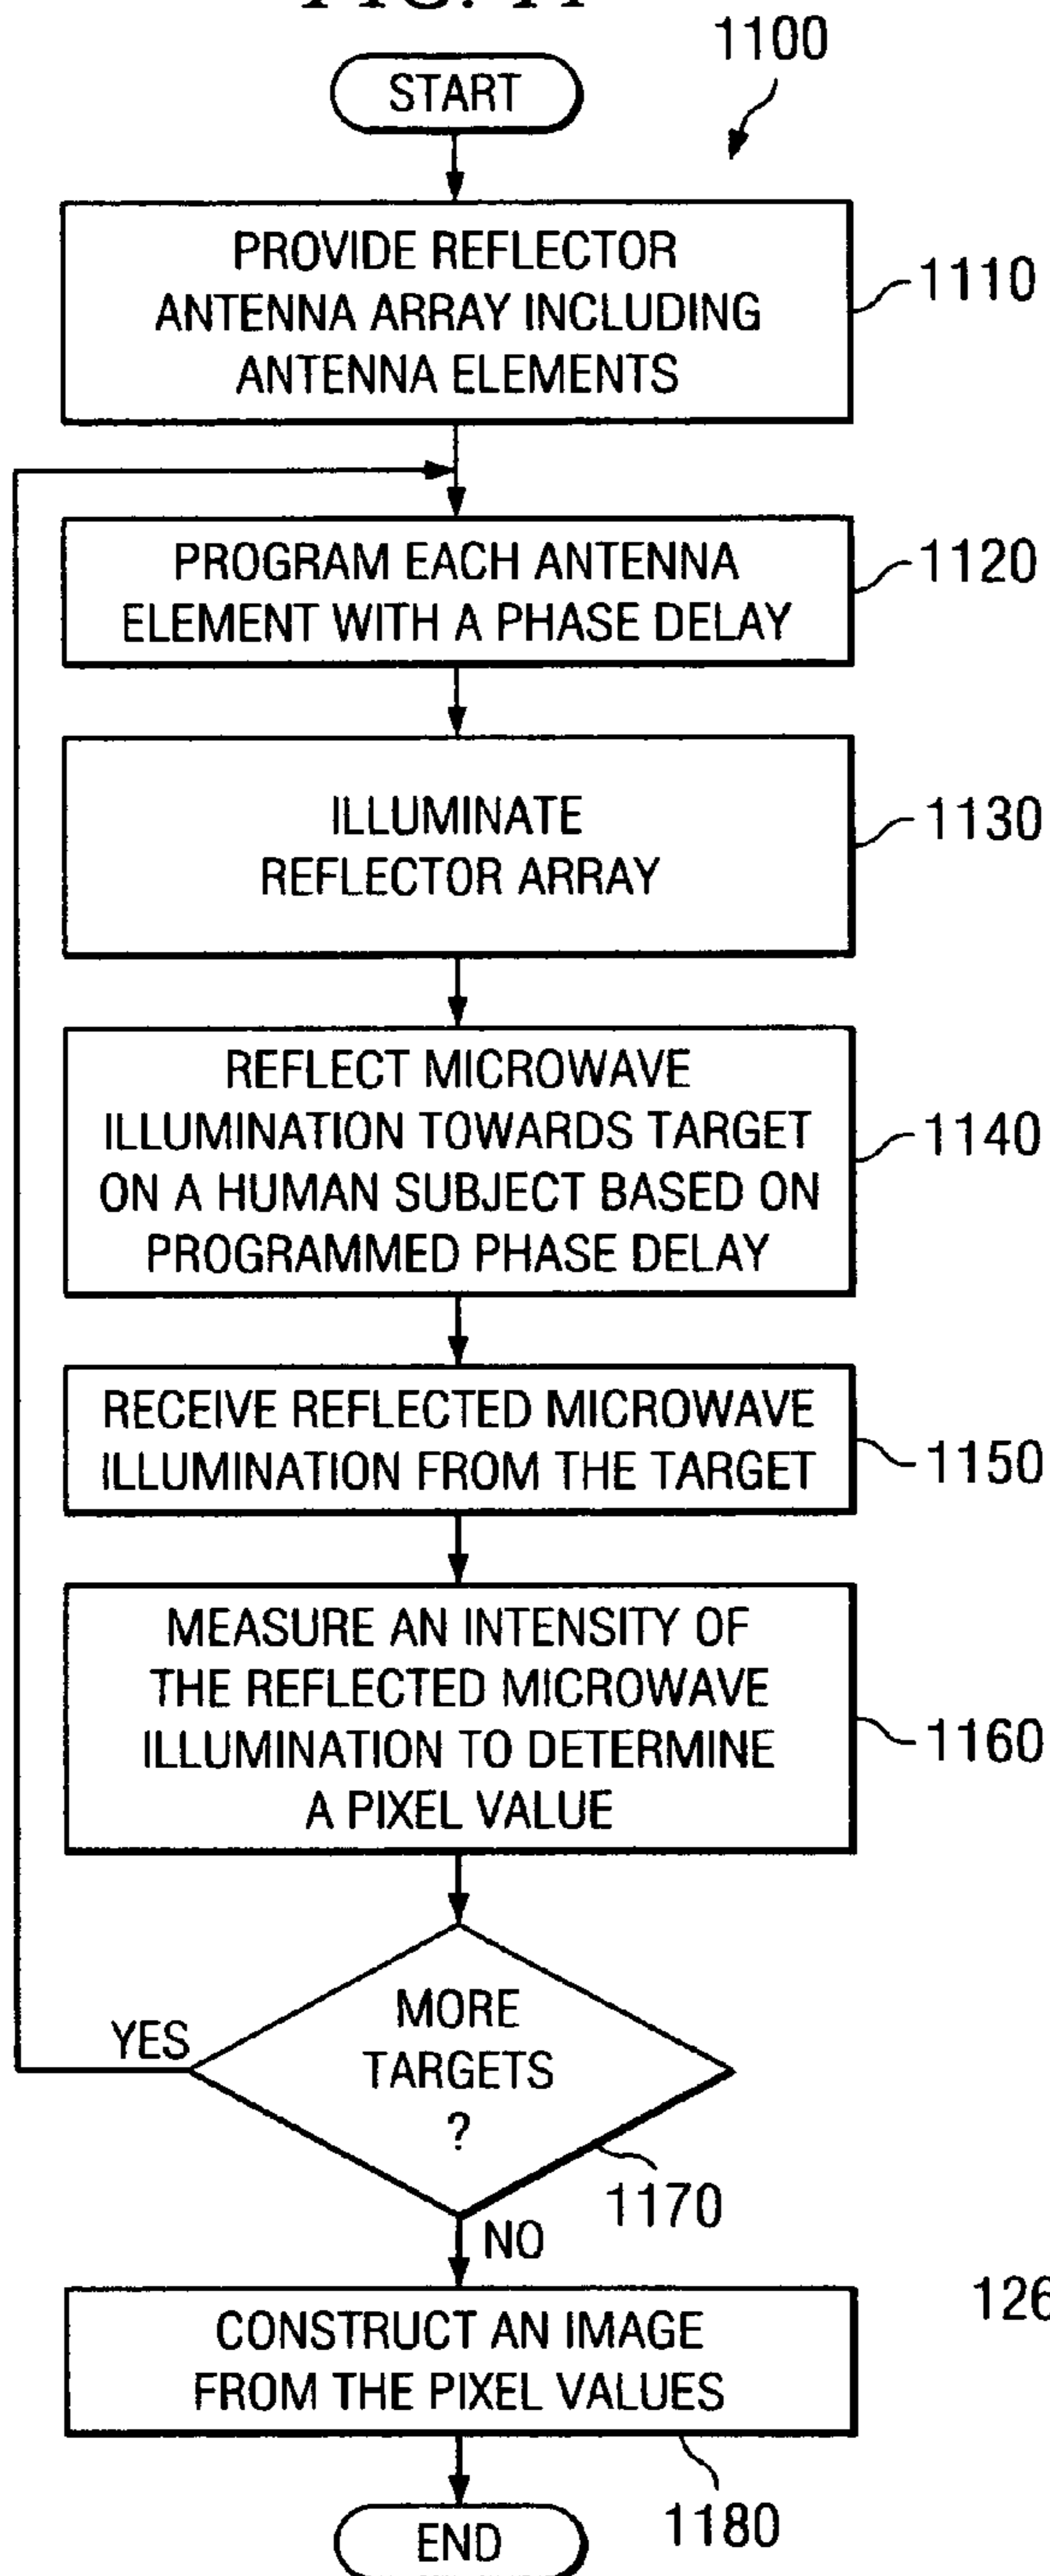 FIG. 11
1100
START
PROVIDE REFLECTOR
ANTENNA ARRAY INCLUDING
ANTENNA ELEMENTS
1110
PROGRAM EACH ANTENNA
ELEMENT WITH A PHASE DELAY
1120
ILLUMINATE
REFLECTOR ARRAY
1130
REFLECT MICROWAVE
ILLUMINATION TOWARDS TARGET
ON A HUMAN SUBJECT BASED ON
PROGRAMMED PHASE DELAY
1140
RECEIVE REFLECTED MICROWAVE
ILLUMINATION FROM THE TARGET
1150
MEASURE AN INTENSITY OF
THE REFLECTED MICROWAVE
ILLUMINATION TO DETERMINE
A PIXEL VALUE
1160
MORE
TARGETS
?
YES
1170
NO
CONSTRUCT AN IMAGE
FROM THE PIXEL VALUES
126
1180
END